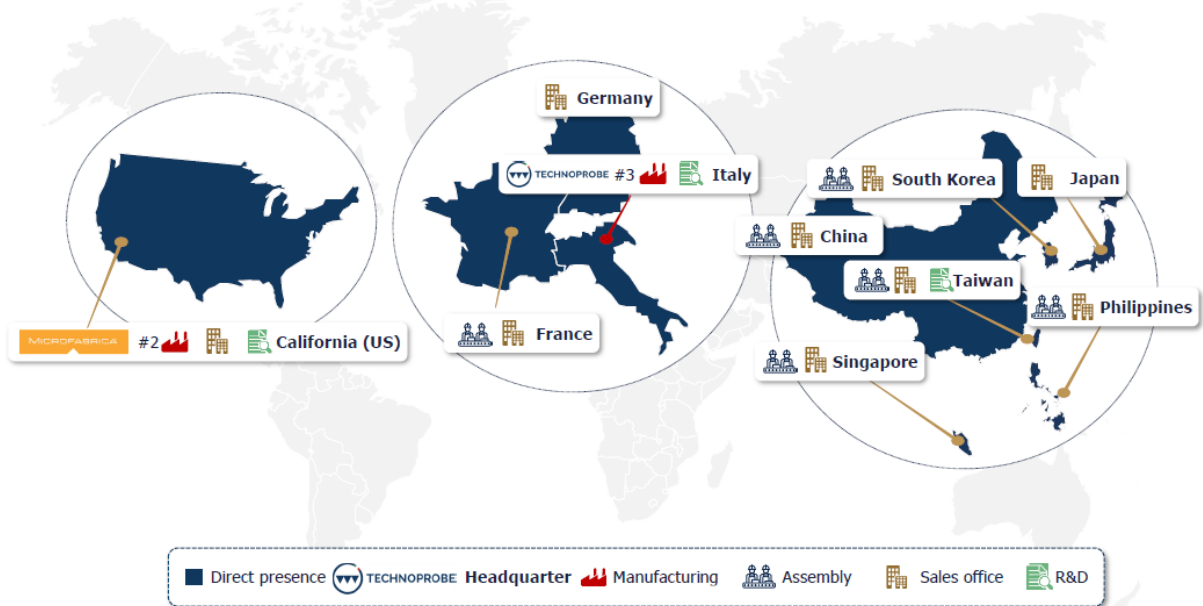 Germany
TECHNOPROBE #3 Italy
South Korea
Japan
China
Taiwan
Philippines
MICROFABRICA #2 California (US)
France
Singapore
Direct presence TECHNOPROBE Headquarter Manufacturing Assembly Sales office R&D